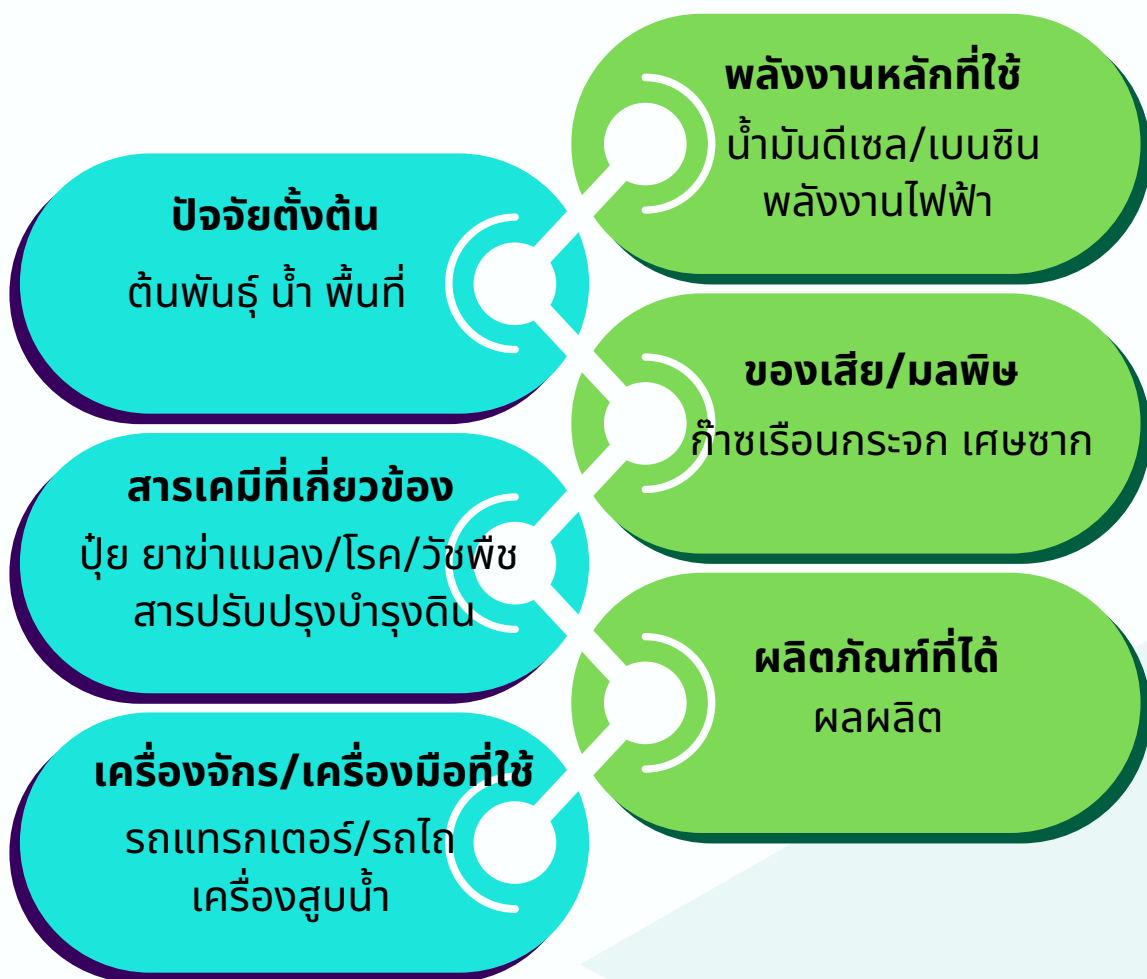 พลังงานหลักที่ใช้
น้ำมันดีเซล/เบนซิน
พลังงานไฟฟ้า
ปัจจัยตั้งต้น
ต้นพันธุ์ น้ำ พื้นที่
ของเสีย/มลพิษ
ก๊าซเรือนกระจก เศษซาก
สารเคมีที่เกี่ยวข้อง
ปุ๋ย ยาฆ่าแมลง/โรค/วัชพืช
สารปรับปรุงบำรุงดิน
ผลิตภัณฑ์ที่ได้
ผลผลิต
เครื่องจักร/เครื่องมือที่ใช้
รถแทรกเตอร์/รถไถ
เครื่องสูบน้ำ